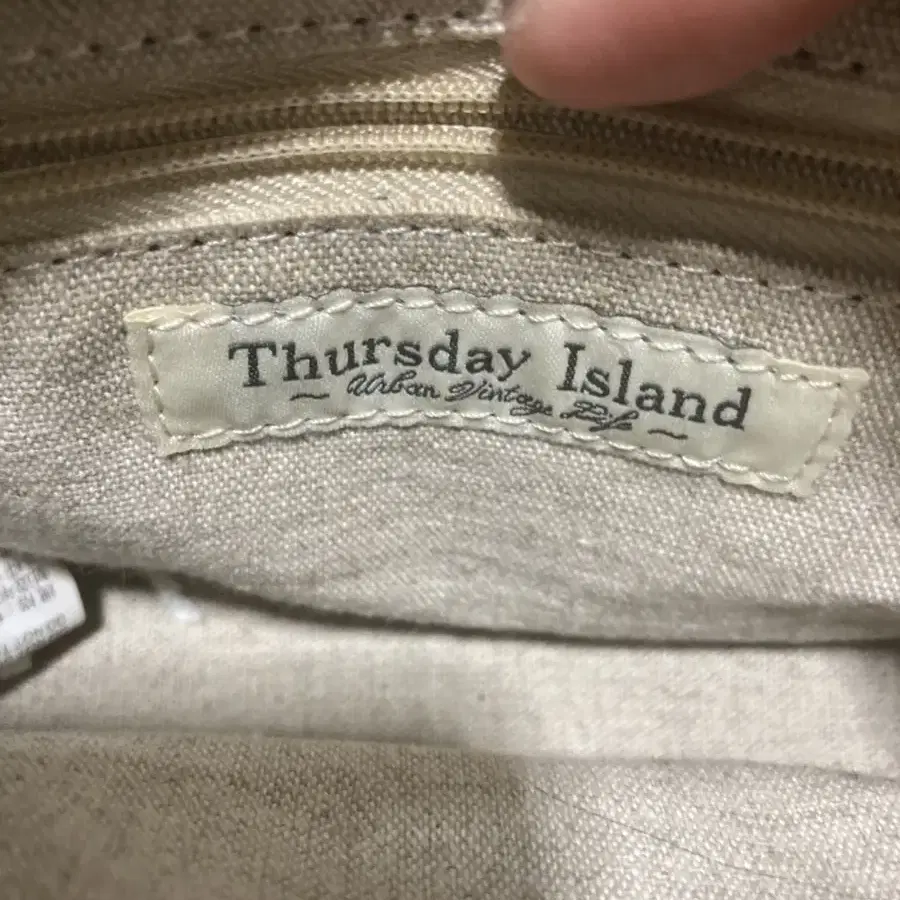 Thursday Island
~ Urban Vintage Life ~